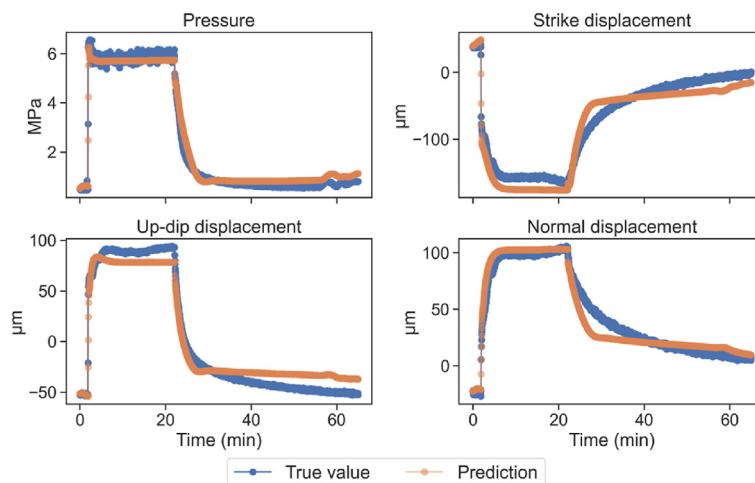 Pressure
Strike displacement
6
4
2
MPa
0
−100
μm
Up-dip displacement
Normal displacement
100
50
0
−50
μm
100
50
0
μm
0 20 40 60
0 20 40 60
Time (min)
Time (min)
True value Prediction